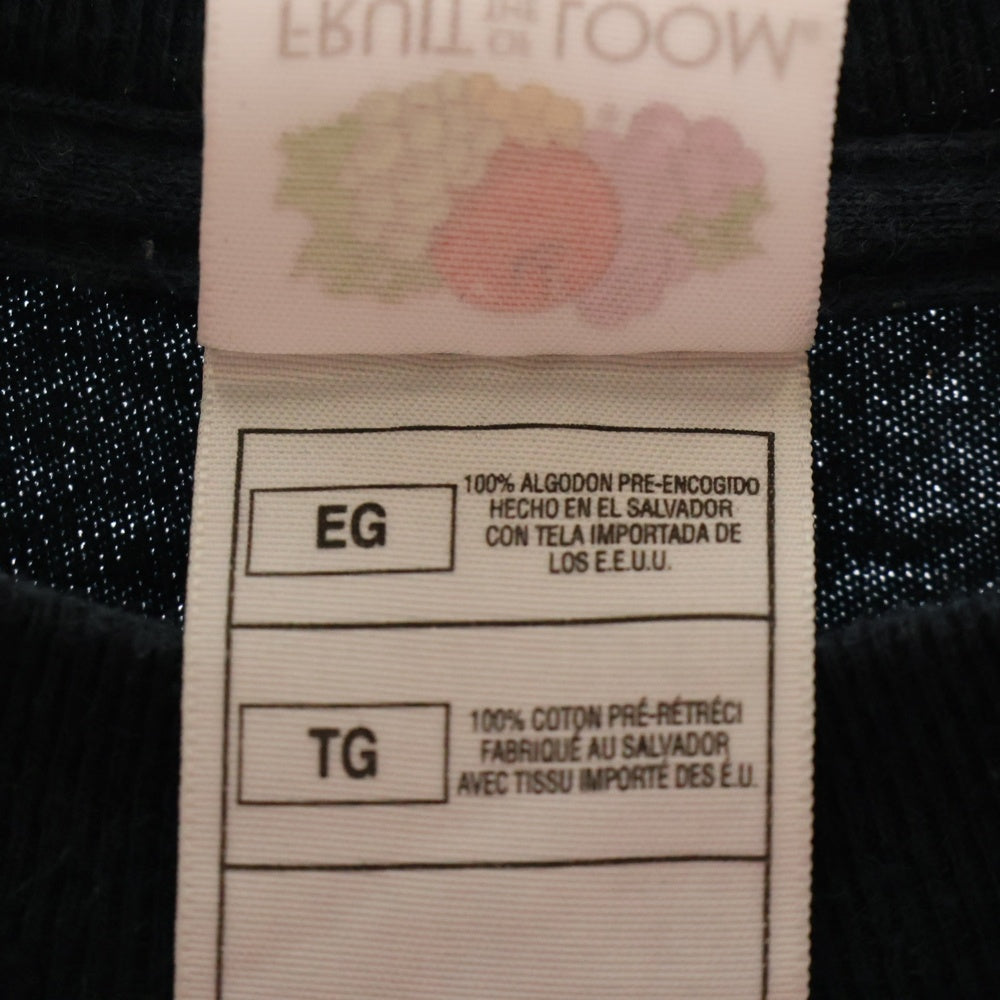 FRUIT OF THE LOOM®
EG
100% ALGODON PRE-ENCOGIDO
HECHO EN EL SALVADOR
CON TELA IMPORTADA DE
LOS E.E.U.U.
TG
100% COTON PRÉ-RÉTRÉCI
FABRIQUÉ AU SALVADOR
AVEC TISSU IMPORTÉ DES É.U.